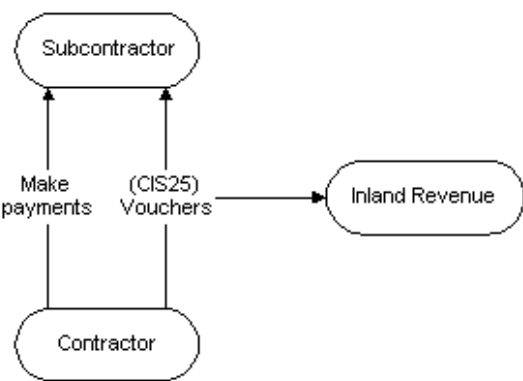 Subcontractor
Make
payments
(CIS25)
Vouchers
Inland Revenue
Contractor